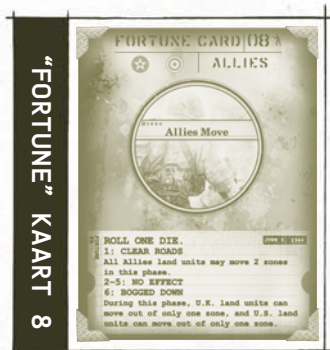 "FORTUNE" KAART 8
FORTUNE CARD 08
ALLIES
Allies Move
ROLL ONE DIE.
1: CLEAR ROADS
All Allies land units may move 2 zones
in this phase.
2-5: NO EFFECT
6: BOGGED DOWN
During this phase, U.K. land units can
move out of only one zone, and U.S. land
units can move out of only one zone.